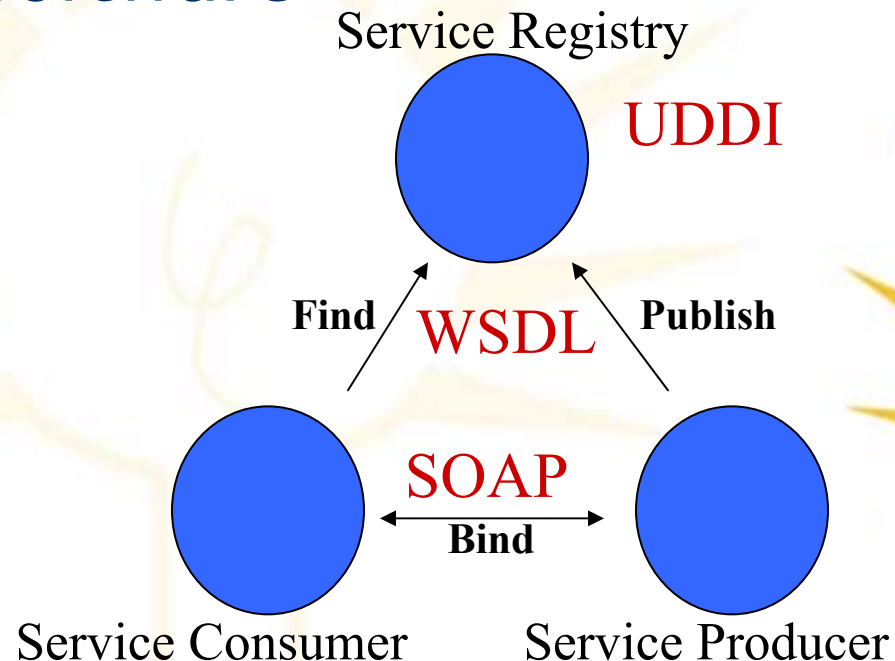 Service Registry
UDDI
Find
WSDL
Publish
SOAP
Bind
Service Consumer
Service Producer